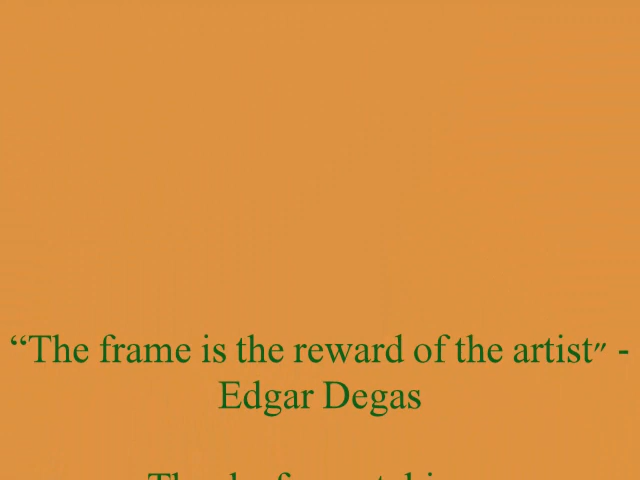 “The frame is the reward of the artist″ -
Edgar Degas